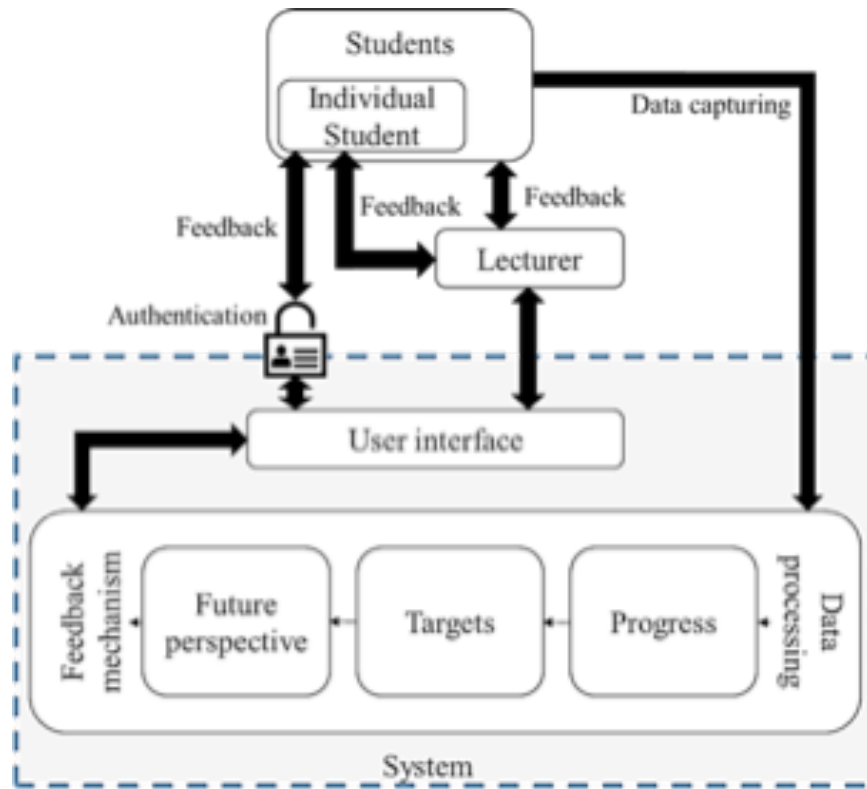 Students
Individual
Student
Data capturing
Feedback
Feedback
Feedback
Lecturer
Authentication
User interface
Feedback
mechanism
Future
perspective
Targets
Progress
Data
processing
System